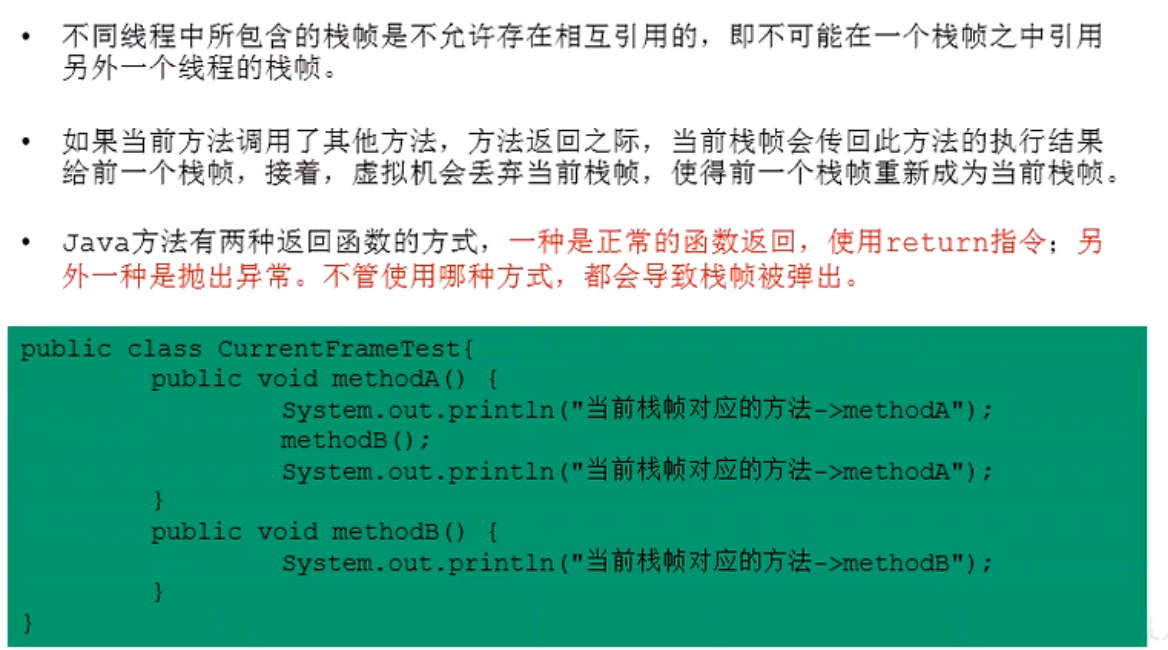 • 不同线程中所包含的栈帧是不允许存在相互引用的，即不可能在一个栈帧之中引用
另外一个线程的栈帧。
• 如果当前方法调用了其他方法，方法返回之际，当前栈帧会传回此方法的执行结果
给前一个栈帧，接着，虚拟机会丢弃当前栈帧，使得前一个栈帧重新成为当前栈帧。
• Java方法有两种返回函数的方式，一种是正常的函数返回，使用return指令；另
外一种是抛出异常。不管使用哪种方式，都会导致栈帧被弹出。
public class CurrentFrameTest{
public void methodA() {
System.out.println("当前栈帧对应的方法->methodA");
methodB();
System.out.println("当前栈帧对应的方法->methodA");
}
public void methodB() {
System.out.println("当前栈帧对应的方法->methodB");
}
}